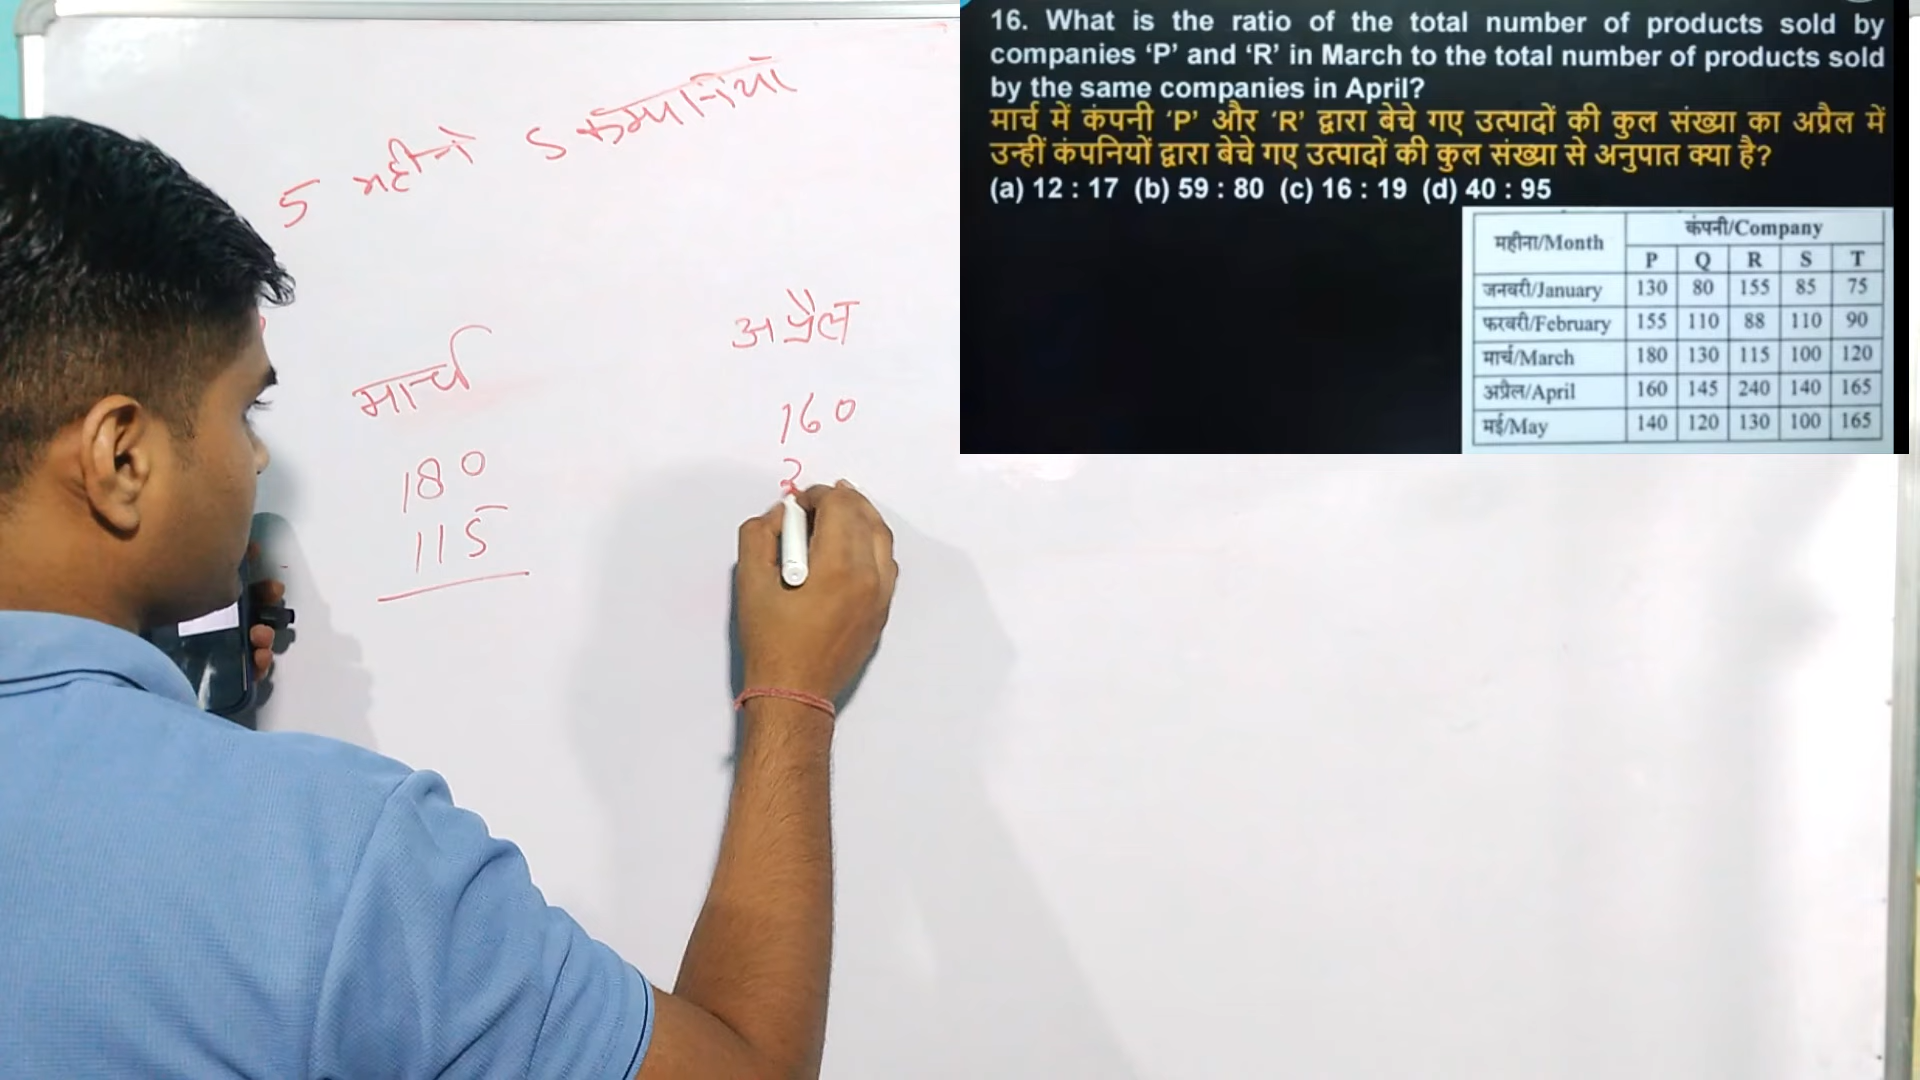 5 महीने 5 कम्पनियों
मार्च
180
115
अप्रैल
160
2
16. What is the ratio of the total number of products sold by
companies ‘P’ and ‘R’ in March to the total number of products sold
by the same companies in April?
मार्च में कंपनी ‘P’ और ‘R’ द्वारा बेचे गए उत्पादों की कुल संख्या का अप्रैल में
उन्हीं कंपनियों द्वारा बेचे गए उत्पादों की कुल संख्या से अनुपात क्या है?
(a) 12 : 17 (b) 59 : 80 (c) 16 : 19 (d) 40 : 95
महीना/Month कंपनी/Company
P Q R S T
जनवरी/January 130 80 155 85 75
फरवरी/February 155 110 88 110 90
मार्च/March 180 130 115 100 120
अप्रैल/April 160 145 240 140 165
मई/May 140 120 130 100 165